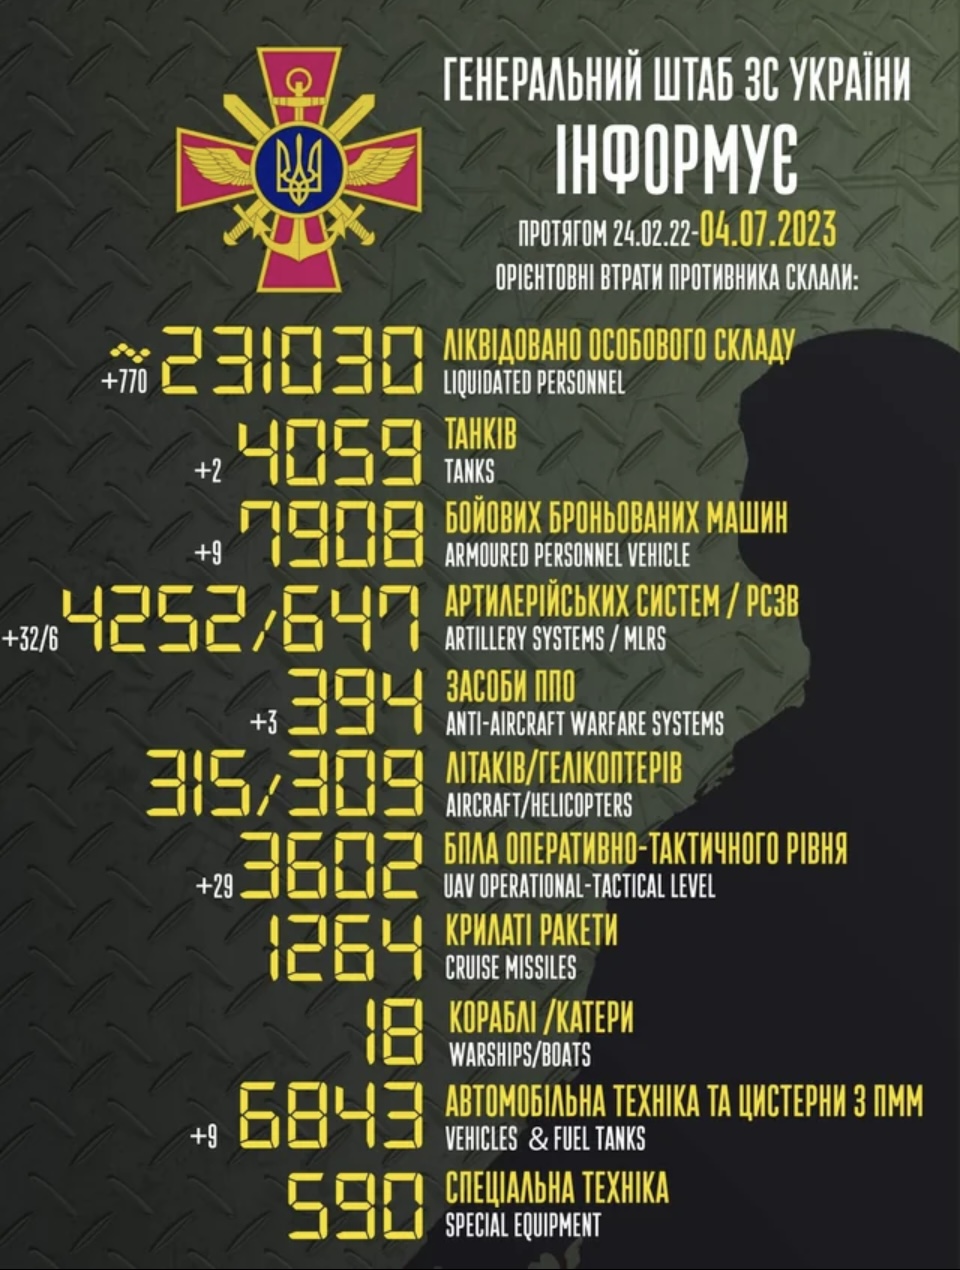 ГЕНЕРАЛЬНИЙ ШТАБ ЗС УКРАЇНИ
ІНФОРМУЄ
ПРОТЯГОМ 24.02.22-04.07.2023
ОРІЄНТОВНІ ВТРАТИ ПРОТИВНИКА СКЛАЛИ:
≈231030 ЛІКВІДОВАНО ОСОБОВОГО СКЛАДУ
+770 LIQUIDATED PERSONNEL
4059 ТАНКІВ
+2 TANKS
7908 БОЙОВИХ БРОНЬОВАНИХ МАШИН
+9 ARMOURED PERSONNEL VEHICLE
4252/647 АРТИЛЕРІЙСЬКИХ СИСТЕМ / РСЗВ
+32/6 ARTILLERY SYSTEMS / MLRS
394 ЗАСОБИ ППО
+3 ANTI-AIRCRAFT WARFARE SYSTEMS
315/309 ЛІТАКІВ/ГЕЛІКОПТЕРІВ
AIRCRAFT/HELICOPTERS
3602 БПЛА ОПЕРАТИВНО-ТАКТИЧНОГО РІВНЯ
+29 UAV OPERATIONAL-TACTICAL LEVEL
1264 КРИЛАТІ РАКЕТИ
CRUISE MISSILES
18 КОРАБЛІ /КАТЕРИ
WARSHIPS/BOATS
6843 АВТОМОБІЛЬНА ТЕХНІКА ТА ЦИСТЕРНИ З ПММ
+9 VEHICLES & FUEL TANKS
590 СПЕЦІАЛЬНА ТЕХНІКА
SPECIAL EQUIPMENT